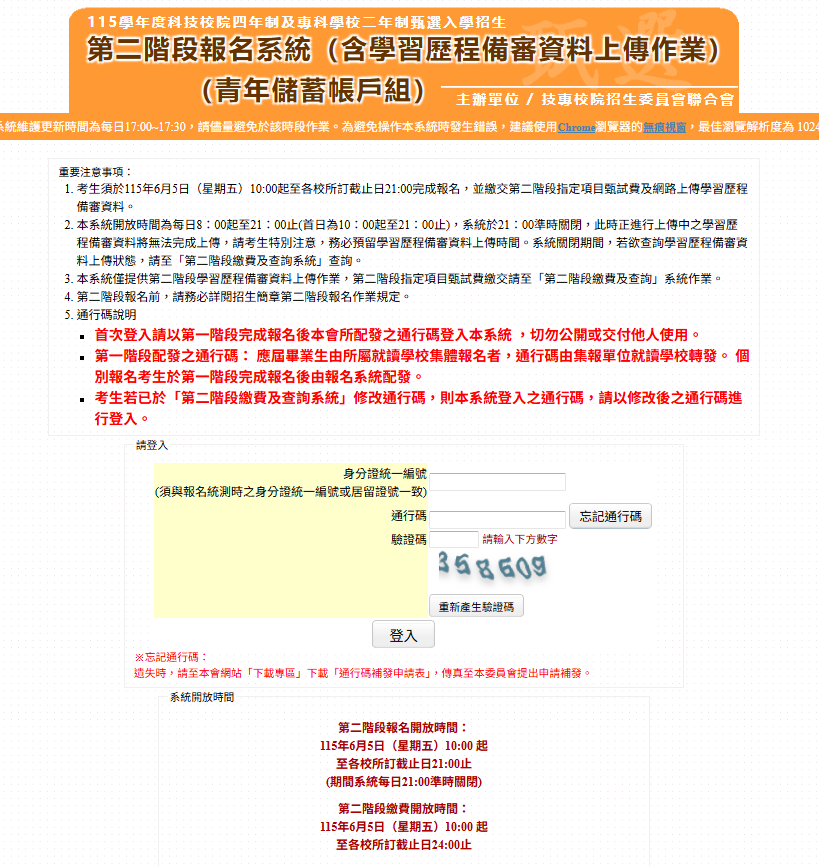 115學年度科技校院四年制及專科學校二年制甄選入學招生
第二階段報名系統（含學習歷程備審資料上傳作業）
（青年儲蓄帳戶組）
主辦單位 / 技專校院招生委員會聯合會
系統維護更新時間為每日17:00~17:30，請儘量避免於該時段作業。為避免操作本系統時發生錯誤，建議使用Chrome瀏覽器的無痕視窗，最佳瀏覽解析度為 1024
重要注意事項：
1. 考生須於115年6月5日（星期五）10:00起至各校所訂截止日21:00完成報名，並繳交第二階段指定項目甄試費及網路上傳學習歷程
備審資料。
2. 本系統開放時間為每日8：00起至21：00止(首日為10：00起至21：00止)，系統於21：00準時關閉，此時正進行上傳中之學習歷
程備審資料將無法完成上傳，請考生特別注意，務必預留學習歷程備審資料上傳時間。系統關閉期間，若欲查詢學習歷程備審資
料上傳狀態，請至「第二階段繳費及查詢系統」查詢。
3. 本系統僅提供第二階段學習歷程備審資料上傳作業，第二階段指定項目甄試費繳交請至「第二階段繳費及查詢」系統作業。
4. 第二階段報名前，請務必詳閱招生簡章第二階段報名作業規定。
5. 通行碼說明
首次登入請以第一階段完成報名後本會所配發之通行碼登入本系統 ，切勿公開或交付他人使用。
第一階段配發之通行碼： 應屆畢業生由所屬就讀學校集體報名者，通行碼由集報單位就讀學校轉發。 個
別報名考生於第一階段完成報名後由報名系統配發。
考生若已於「第二階段繳費及查詢系統」修改通行碼，則本系統登入之通行碼，請以修改後之通行碼進
行登入。
請登入
身分證統一編號
(須與報名統測時之身分證統一編號或居留證號一致)
通行碼 忘記通行碼
驗證碼 請輸入下方數字
358609
重新產生驗證碼
登入
※忘記通行碼：
遺失時，請至本會網站「下載專區」下載「通行碼補發申請表」，傳真至本委員會提出申請補發。
系統開放時間
第二階段報名開放時間：
115年6月5日（星期五）10:00 起
至各校所訂截止日21:00止
(期間系統每日21:00準時關閉)
第二階段繳費開放時間：
115年6月5日（星期五）10:00 起
至各校所訂截止日24:00止